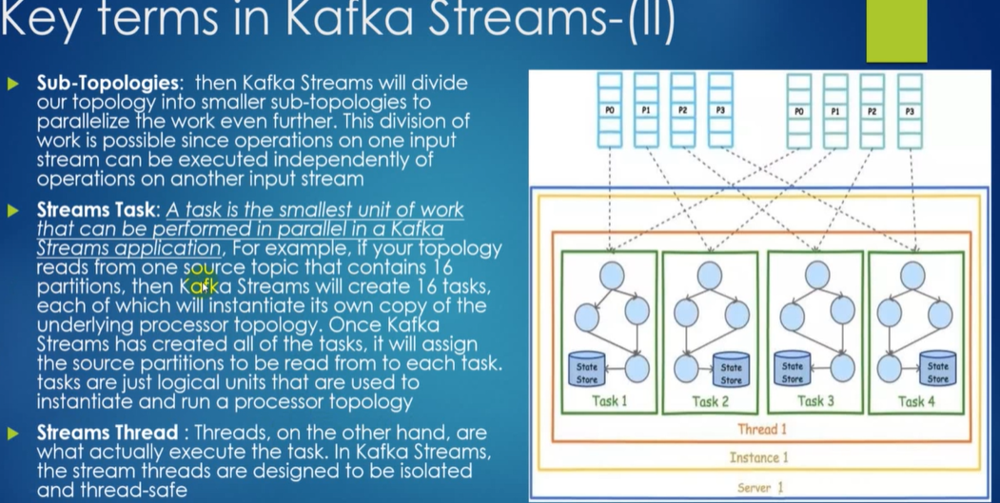 Key terms in Kafka Streams-(II)
Sub-Topologies: then Kafka Streams will divide
our topology into smaller sub-topologies to
parallelize the work even further. This division of
work is possible since operations on one input
stream can be executed independently of
operations on another input stream
Streams Task: A task is the smallest unit of work
that can be performed in parallel in a Kafka
Streams application, For example, if your topology
reads from one source topic that contains 16
partitions, then Kafka Streams will create 16 tasks,
each of which will instantiate its own copy of the
underlying processor topology. Once Kafka
Streams has created all of the tasks, it will assign
the source partitions to be read from to each task.
tasks are just logical units that are used to
instantiate and run a processor topology
Streams Thread : Threads, on the other hand, are
what actually execute the task. In Kafka Streams,
the stream threads are designed to be isolated
and thread-safe
P0 P1 P2 P3 P0 P1 P2 P3
State
Store
State
Store
State
Store
State
Store
Task 1 Task 2 Task 3 Task 4
Thread 1
Instance 1
Server 1